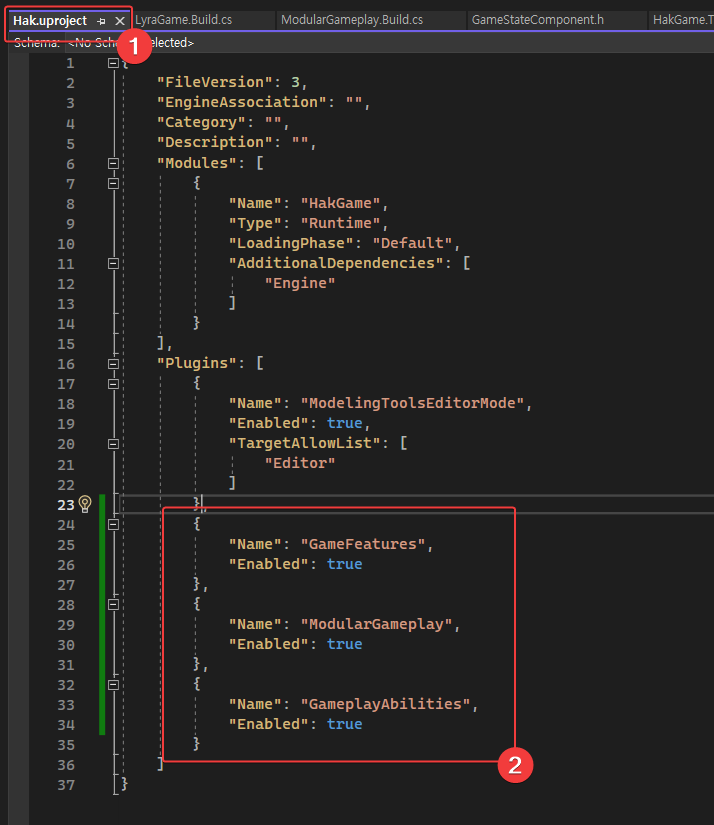 Hak.uproject
LyraGame.Build.cs
ModularGameplay.Build.cs
GameStateComponent.h
HakGame.T
1
Schema: <No Sche selected>
1 {
2 "FileVersion": 3,
3 "EngineAssociation": "",
4 "Category": "",
5 "Description": "",
6 "Modules": [
7 {
8 "Name": "HakGame",
9 "Type": "Runtime",
10 "LoadingPhase": "Default",
11 "AdditionalDependencies": [
12 "Engine"
13 ]
14 }
15 ],
16 "Plugins": [
17 {
18 "Name": "ModelingToolsEditorMode",
19 "Enabled": true,
20 "TargetAllowList": [
21 "Editor"
22 ]
23 },
24 {
25 "Name": "GameFeatures",
26 "Enabled": true
27 },
28 {
29 "Name": "ModularGameplay",
30 "Enabled": true
31 },
32 {
33 "Name": "GameplayAbilities",
34 "Enabled": true
35 }
36 ]
37 }
2